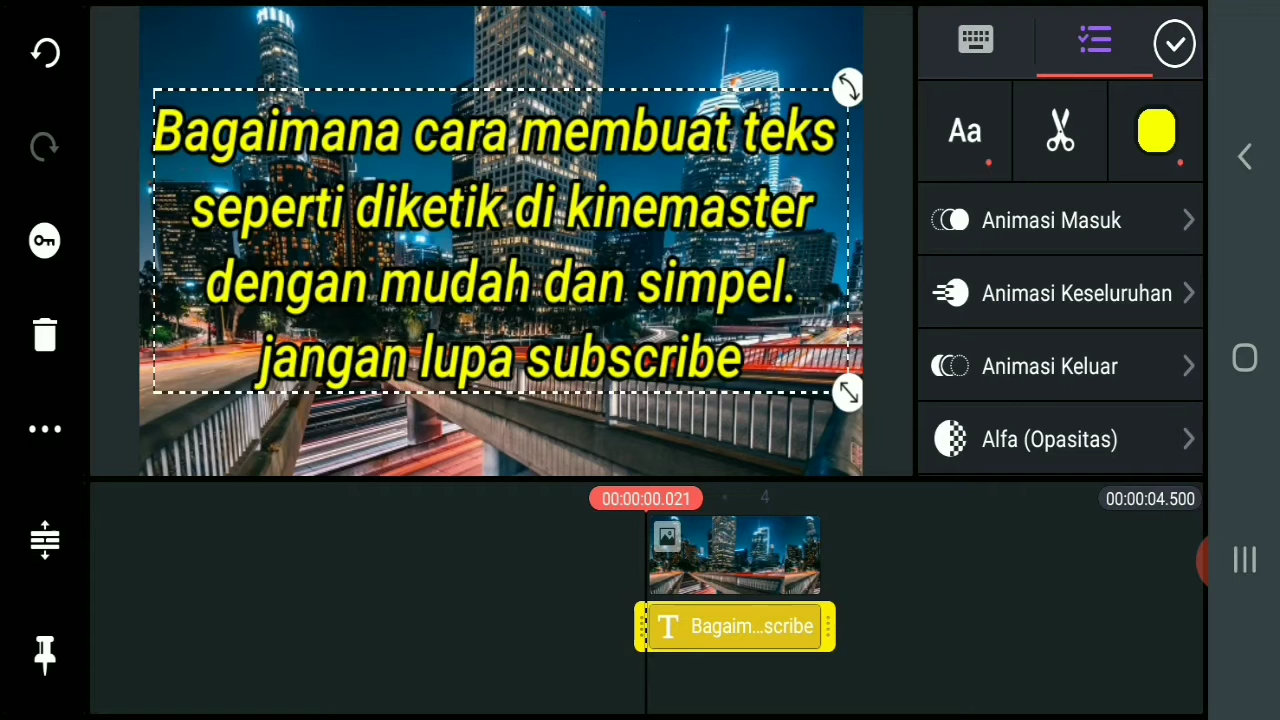 Bagaimana cara membuat teks
seperti diketik di kinemaster
dengan mudah dan simpel.
jangan lupa subscribe
Aa
Animasi Masuk
Animasi Keseluruhan
Animasi Keluar
Alfa (Opasitas)
00:00:00.021
4
00:00:04.500
T Bagaim...scribe